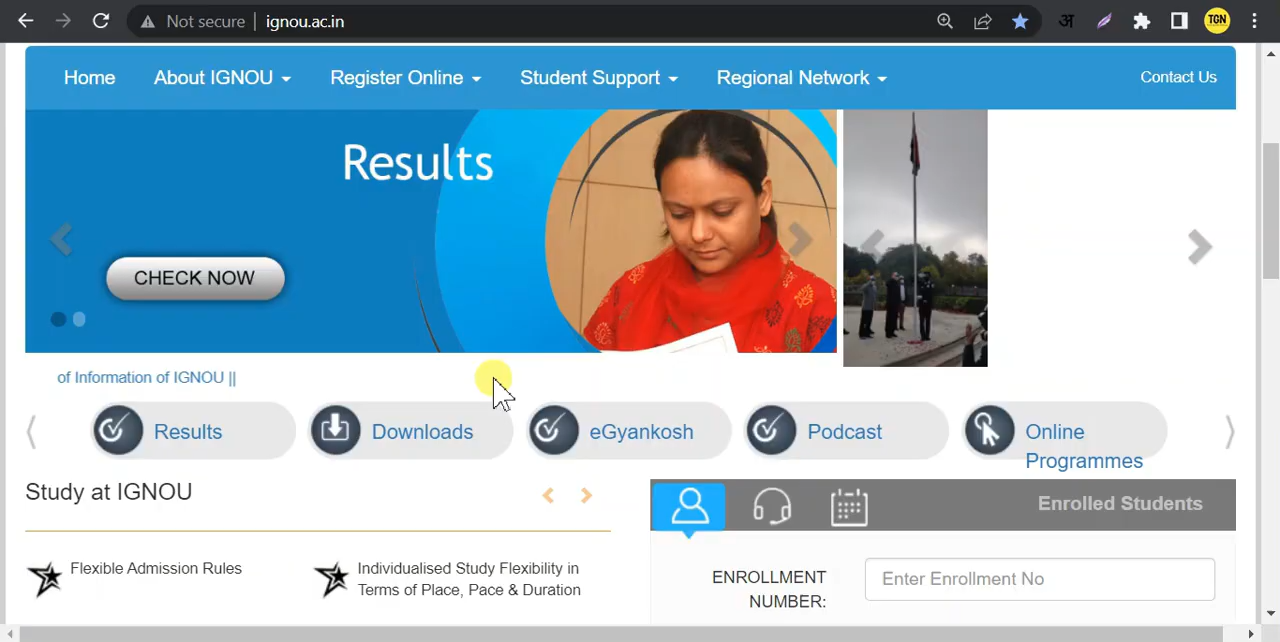 Not secure
ignou.ac.in
अ
TGN
Home
About IGNOU
Register Online
Student Support
Regional Network
Contact Us
Results
CHECK NOW
of Information of IGNOU ||
Results
Downloads
eGyankosh
Podcast
Online
Programmes
Study at IGNOU
Enrolled Students
Flexible Admission Rules
Individualised Study Flexibility in
Terms of Place, Pace & Duration
ENROLLMENT
NUMBER:
Enter Enrollment No